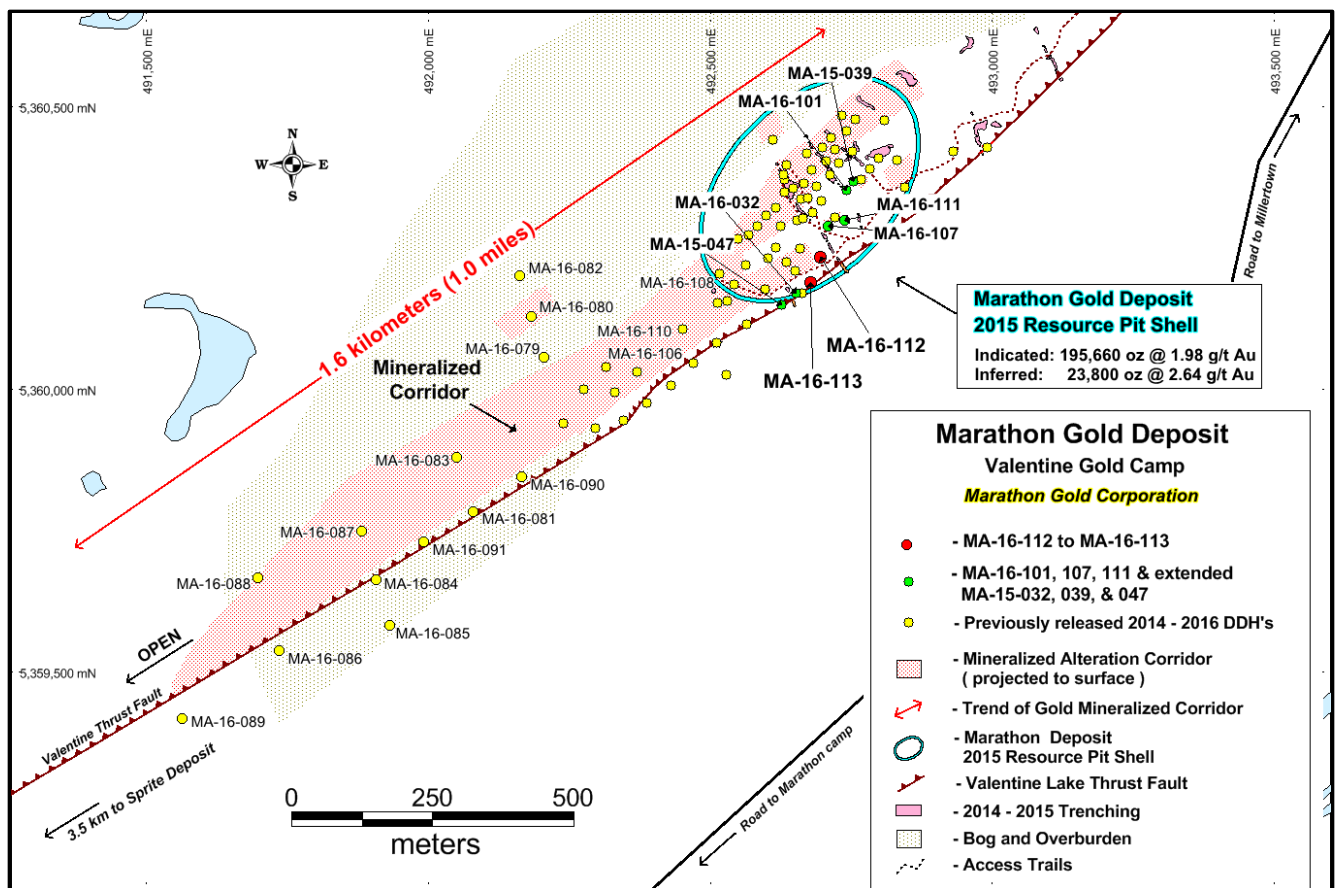 491,500 mE
492,000 mE
492,500 mE
493,000 mE
493,500 mE
5,360,500 mN
5,360,000 mN
5,359,500 mN
N
W E
S
MA-15-039
MA-16-101
MA-16-032
MA-15-047
MA-16-111
MA-16-107
MA-16-108
MA-16-112
MA-16-113
MA-16-082
MA-16-080
MA-16-079
MA-16-110
MA-16-106
1.6 kilometers (1.0 miles)
Mineralized
Corridor
MA-16-083
MA-16-090
MA-16-081
MA-16-087
MA-16-091
MA-16-088
MA-16-084
MA-16-085
MA-16-086
MA-16-089
OPEN
Valentine Thrust Fault
3.5 km to Sprite Deposit
0 250 500
meters
Road to Millertown
Road to Marathon camp
Marathon Gold Deposit
2015 Resource Pit Shell
Indicated: 195,660 oz @ 1.98 g/t Au
Inferred: 23,800 oz @ 2.64 g/t Au
Marathon Gold Deposit
Valentine Gold Camp
Marathon Gold Corporation
- MA-16-112 to MA-16-113
- MA-16-101, 107, 111 & extended
MA-15-032, 039, & 047
- Previously released 2014 - 2016 DDH's
- Mineralized Alteration Corridor
( projected to surface )
- Trend of Gold Mineralized Corridor
- Marathon Deposit
2015 Resource Pit Shell
- Valentine Lake Thrust Fault
- 2014 - 2015 Trenching
- Bog and Overburden
- Access Trails